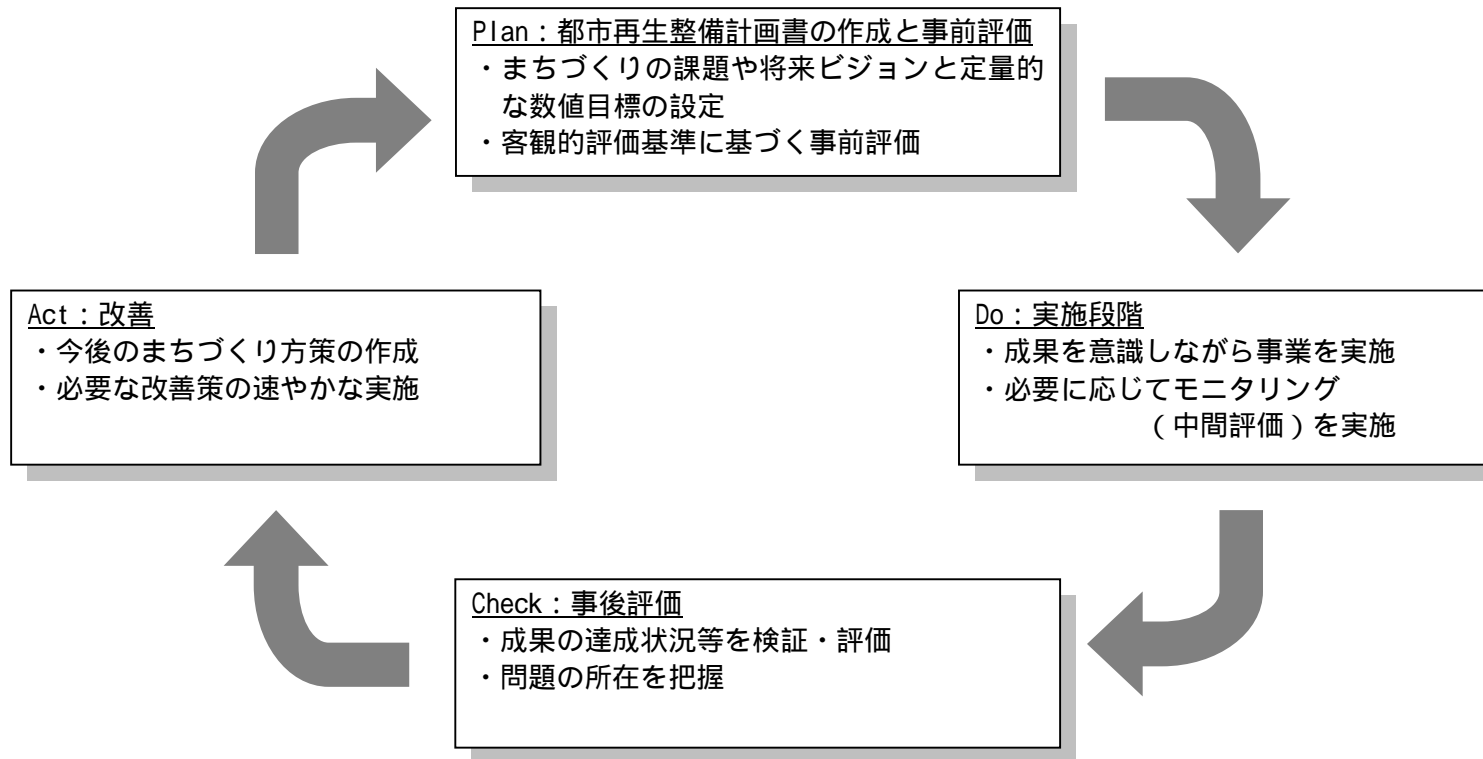 Plan：都市再生整備計画書の作成と事前評価
・まちづくりの課題や将来ビジョンと定量的
な数値目標の設定
・客観的評価基準に基づく事前評価
Act：改善
・今後のまちづくり方策の作成
・必要な改善策の速やかな実施
Do：実施段階
・成果を意識しながら事業を実施
・必要に応じてモニタリング
（中間評価）を実施
Check：事後評価
・成果の達成状況等を検証・評価
・問題の所在を把握